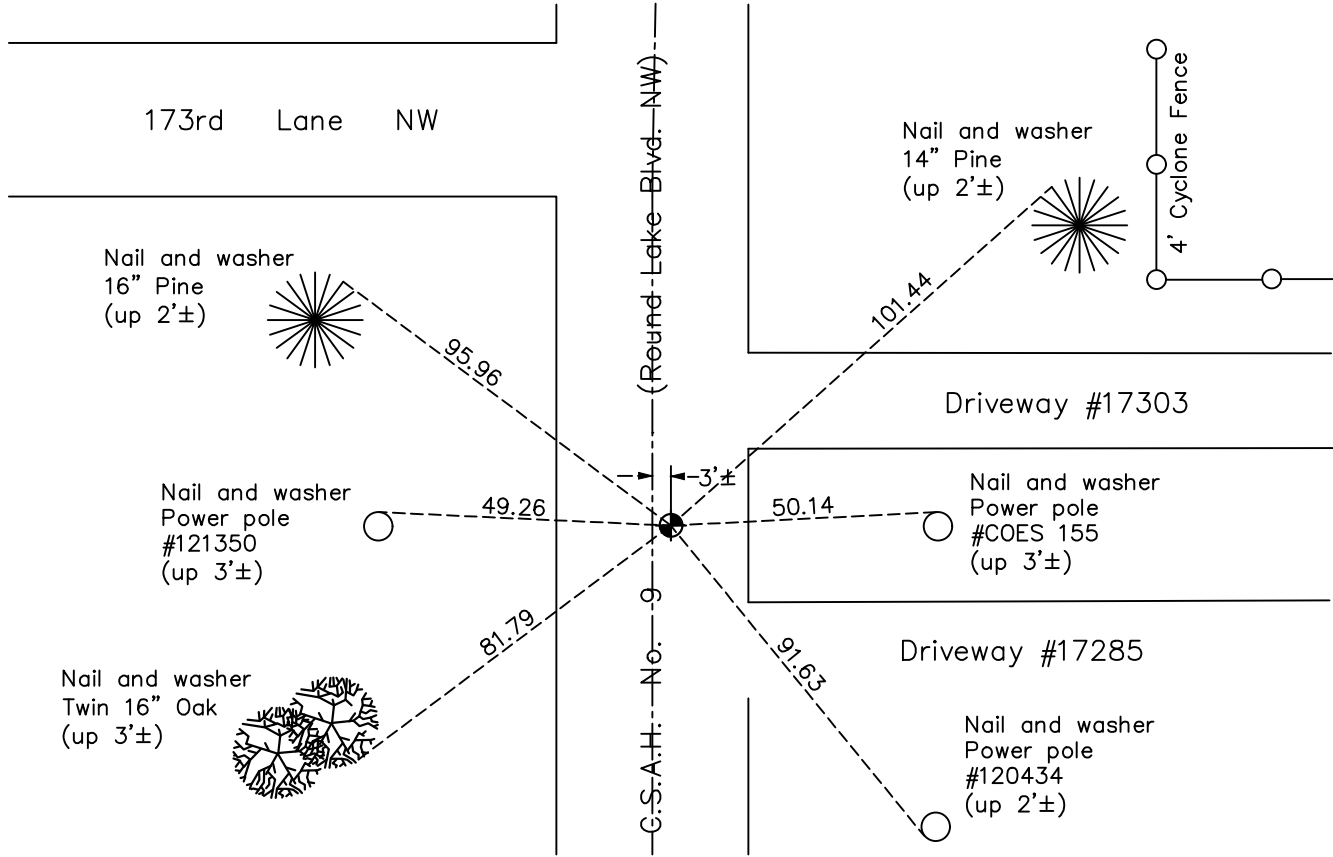 173rd Lane NW
(Round Lake Blvd. NW)
4' Cyclone Fence
Nail and washer
14" Pine
(up 2'±)
Nail and washer
16" Pine
(up 2'±)
95.96
101.44
Driveway #17303
3'±
Nail and washer
Power pole
#121350
(up 3'±)
49.26
50.14
Nail and washer
Power pole
#COES 155
(up 3'±)
81.79
C.S.A.H. No. 9
91.63
Driveway #17285
Nail and washer
Twin 16" Oak
(up 3'±)
Nail and washer
Power pole
#120434
(up 2'±)